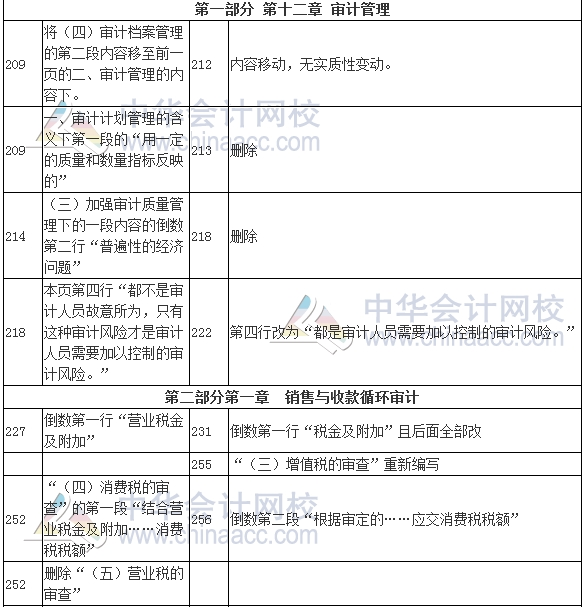 第一部分 第十二章 审计管理
209
将（四）审计档案管理
的第二段内容移至前一
页的二、审计管理的内
容下。
212
内容移动，无实质性变动。
209
一、审计计划管理的含
义下第一段的“用一定
的质量和数量指标反映
的”
213
删除
214
（三）加强审计质量管
理下的一段内容的倒数
第二行“普遍性的经济
问题”
218
删除
218
本页第四行“都不是审
计人员故意所为，只有
这种审计风险才是审计
人员需要加以控制的审
计风险。”
222
第四行改为“都是审计人员需要加以控制的审计风险。”
第二部分第一章 销售与收款循环审计
227
倒数第一行“营业税金
及附加”
231
倒数第一行“税金及附加”且后面全部改
255
“（三）增值税的审查”重新编写
252
“（四）消费税的审
查”的第一段“结合营
业税金及附加……消费
税税额”
256
倒数第二段“根据审定的……应交消费税税额”
252
删除“（五）营业税的
审查”
中华会计网校
www.chinaacc.com
中华会计网校
www.chinaacc.com
中华会计网校
www.chinaacc.com